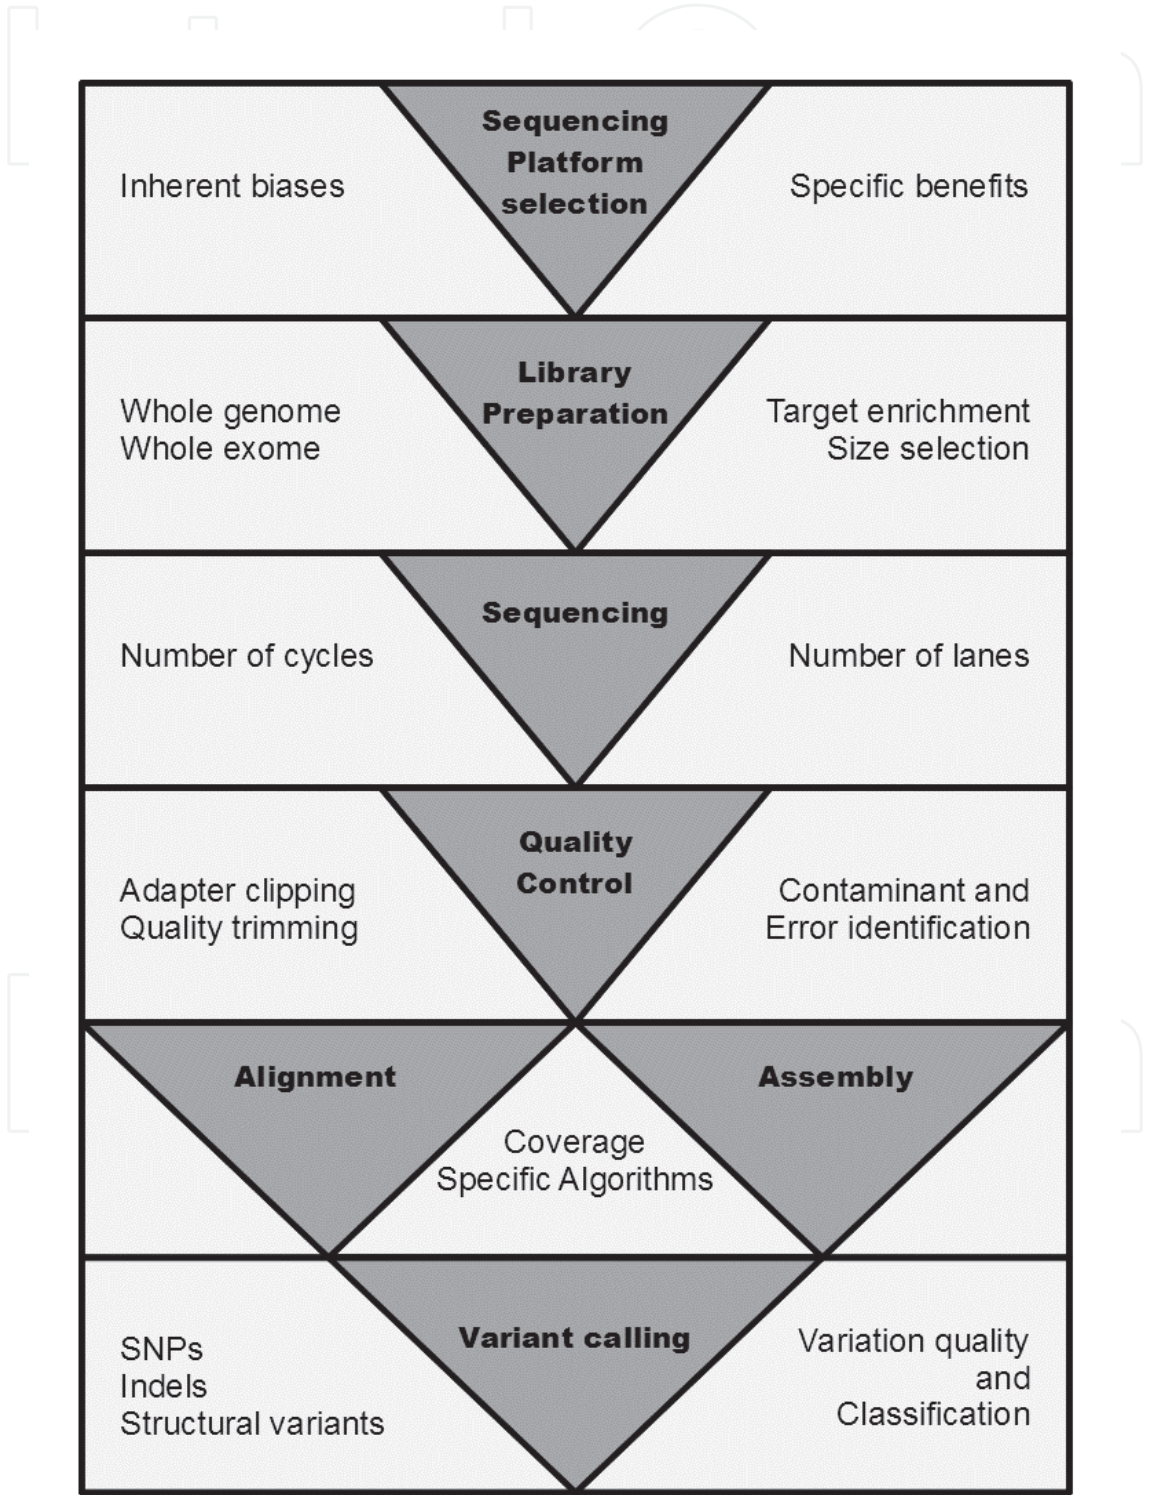 Sequencing
Platform
selection
Inherent biases
Specific benefits
Library
Preparation
Whole genome
Whole exome
Target enrichment
Size selection
Sequencing
Number of cycles
Number of lanes
Quality
Control
Adapter clipping
Quality trimming
Contaminant and
Error identification
Alignment
Assembly
Coverage
Specific Algorithms
Variant calling
SNPs
Indels
Structural variants
Variation quality
and
Classification